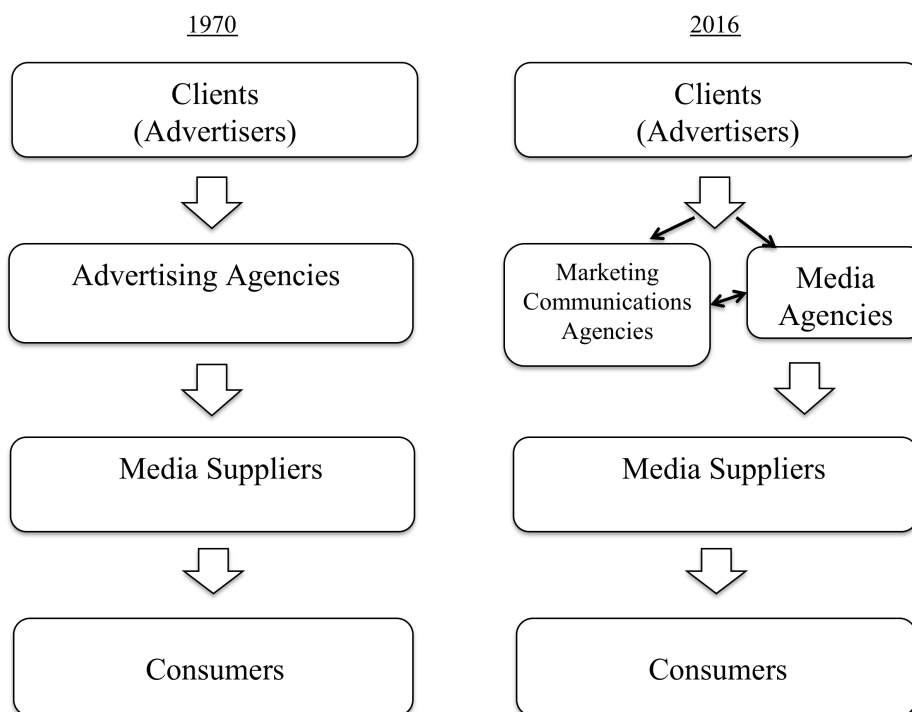 1970
Clients
(Advertisers)
Advertising Agencies
Media Suppliers
Consumers
2016
Clients
(Advertisers)
Marketing
Communications
Agencies
Media
Agencies
Media Suppliers
Consumers